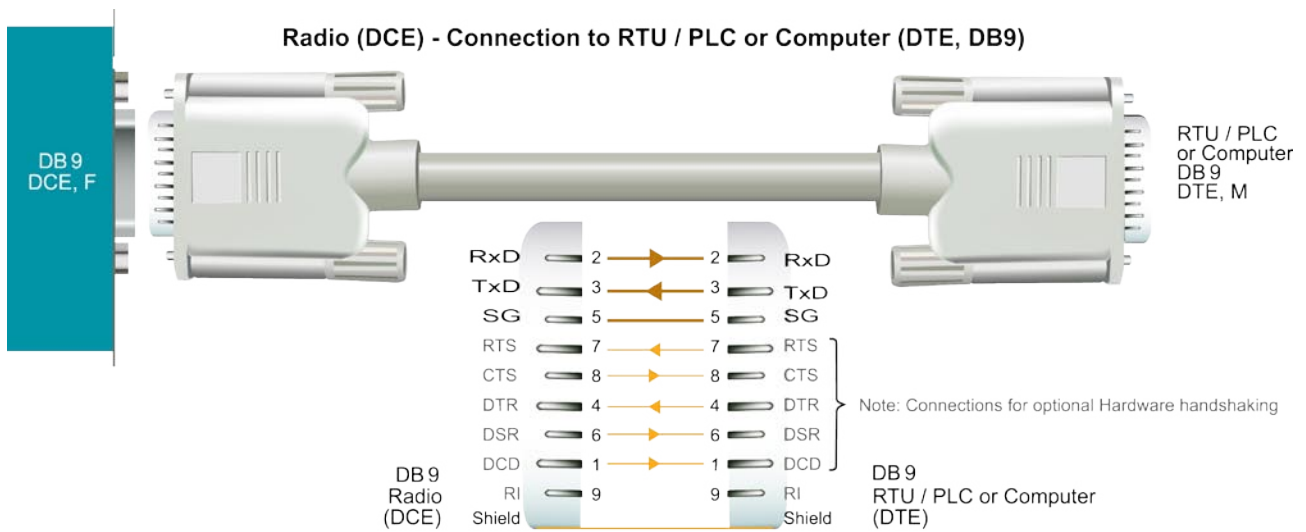 Radio (DCE) - Connection to RTU / PLC or Computer (DTE, DB9)
DB 9
DCE, F
RTU / PLC
or Computer
DB 9
DTE, M
RxD 2 2 RxD
TxD 3 3 TxD
SG 5 5 SG
RTS 7 7 RTS
CTS 8 8 CTS
DTR 4 4 DTR
DSR 6 6 DSR
DCD 1 1 DCD
RI 9 9 RI
Shield Shield
Note: Connections for optional Hardware handshaking
DB 9
Radio
(DCE)
DB 9
RTU / PLC or Computer
(DTE)